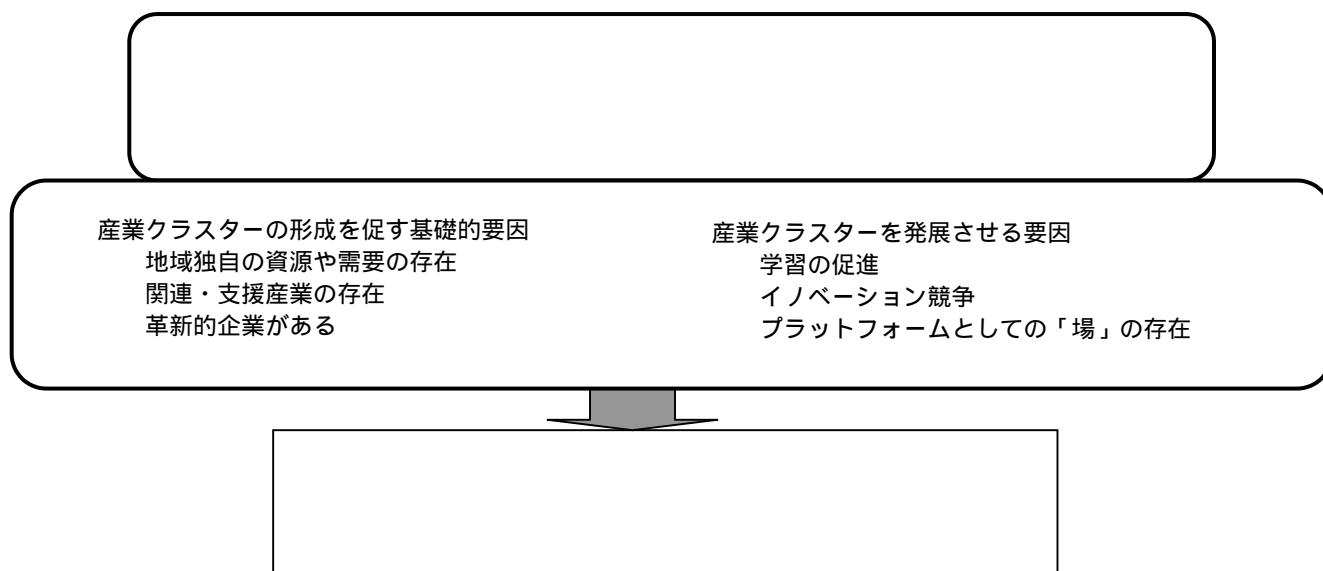 産業クラスターの形成を促す基礎的要因
地域独自の資源や需要の存在
関連・支援産業の存在
革新的企業がある
産業クラスターを発展させる要因
学習の促進
イノベーション競争
プラットフォームとしての「場」の存在